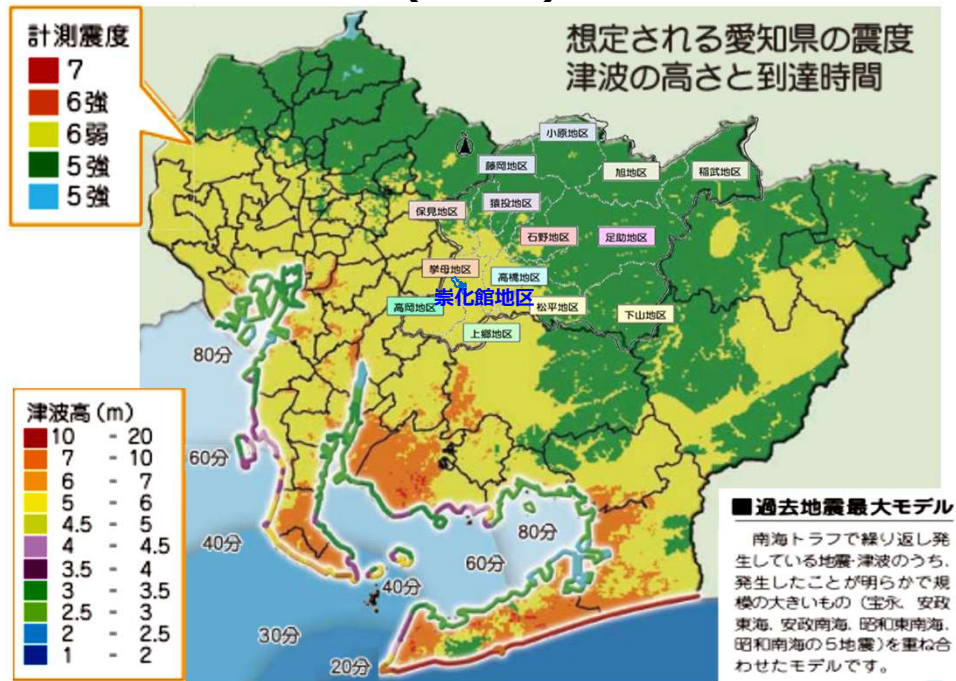 計測震度
7
6強
6弱
5強
5強
想定される愛知県の震度
津波の高さと到達時間
小原地区
藤岡地区
旭地区
稲武地区
猿投地区
保見地区
石野地区
足助地区
挙母地区
高橋地区
崇化館地区
高岡地区
松平地区
下山地区
上郷地区
80分
60分
40分
30分
20分
40分
60分
80分
津波高(m)
10 - 20
7 - 10
6 - 7
5 - 6
4.5 - 5
4 - 4.5
3.5 - 4
3 - 3.5
2.5 - 3
2 - 2.5
1 - 2
■過去地震最大モデル
南海トラフで繰り返し発
生している地震・津波のうち、
発生したことが明らかで規
模の大きいもの（宝永、安政
東海、安政南海、昭和東南海、
昭和南海の5地震）を重ね合
わせたモデルです。